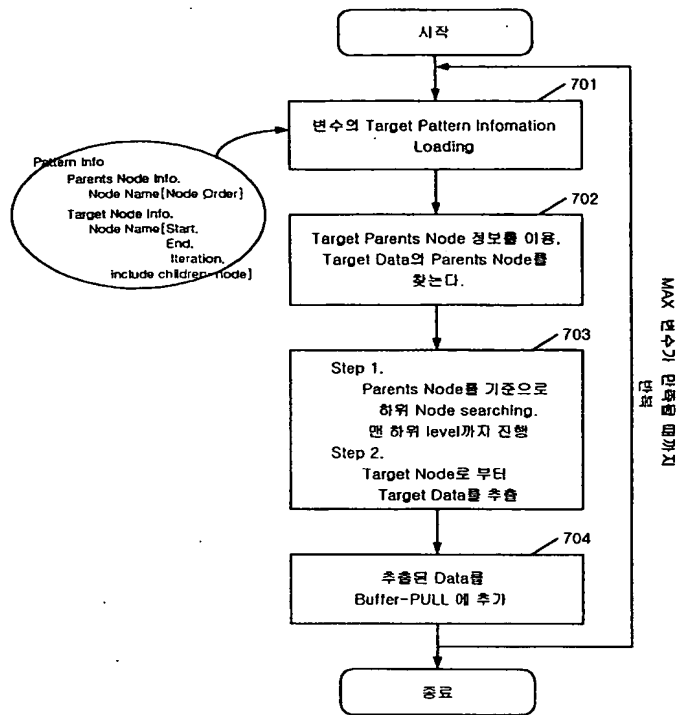 시작
701
변수의 Target Pattern Infomation
Loading
Pattern Info
Parents Node Info.
Node Name[Node Order]
Target Node Info.
Node Name[Start,
End,
Iteration,
include children-node]
702
Target Parents Node 정보를 이용,
Target Data의 Parents Node를
찾는다.
703
Step 1.
Parents Node를 기준으로
하위 Node searching.
맨 하위 level까지 진행
Step 2.
Target Node로 부터
Target Data를 추출
704
추출된 Data를
Buffer-PULL 에 추가
MAX 변수가 만족할 때까지
반복
종료